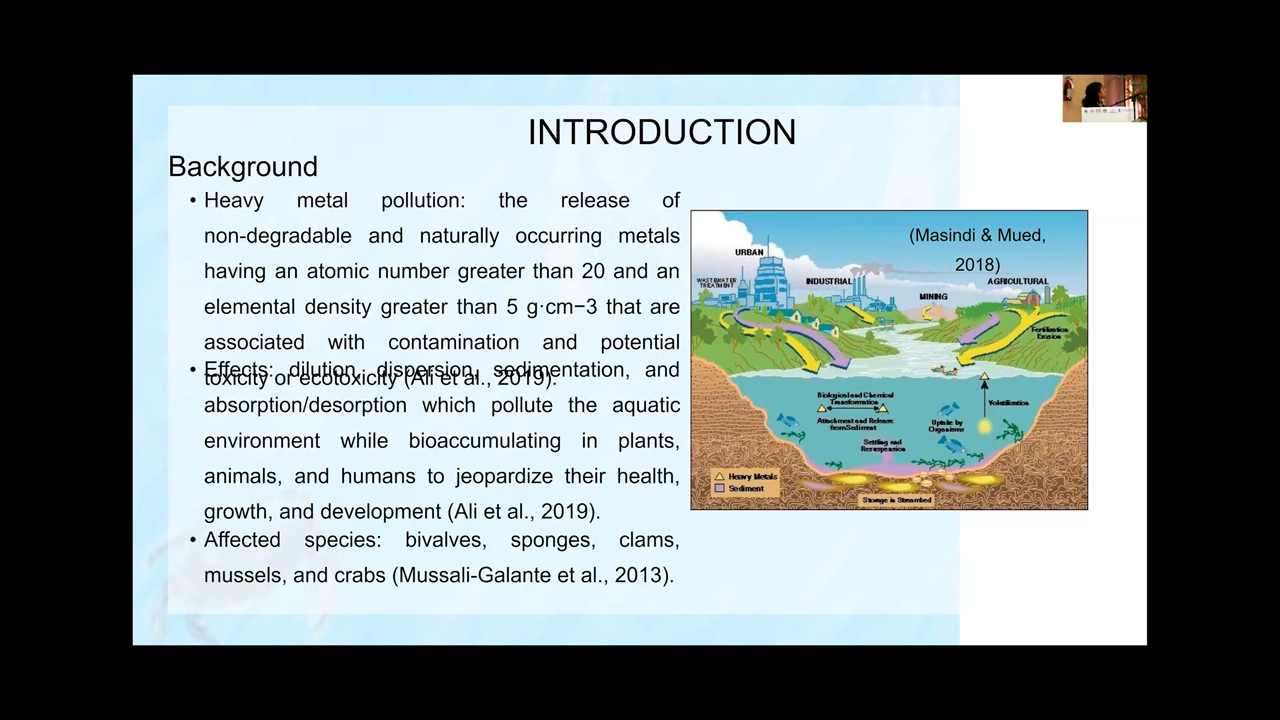 INTRODUCTION
Background
• Heavy metal pollution: the release of
non-degradable and naturally occurring metals
having an atomic number greater than 20 and an
elemental density greater than 5 g·cm−3 that are
associated with contamination and potential
toxicity or ecotoxicity (Ali et al., 2019).
• Effects: dilution, dispersion, sedimentation, and
absorption/desorption which pollute the aquatic
environment while bioaccumulating in plants,
animals, and humans to jeopardize their health,
growth, and development (Ali et al., 2019).
• Affected species: bivalves, sponges, clams,
mussels, and crabs (Mussali-Galante et al., 2013).
(Masindi & Mued,
2018)
URBAN
WASTEWATER
TREATMENT
INDUSTRIAL
MINING
AGRICULTURAL
Fertilization
Erosion
Biological and Chemical
Transformation
Attachment and Release
from Sediment
Settling and
Resuspension
Uptake by
Organisms
Volatilization
Heavy Metals
Sediment
Storage in Streambed